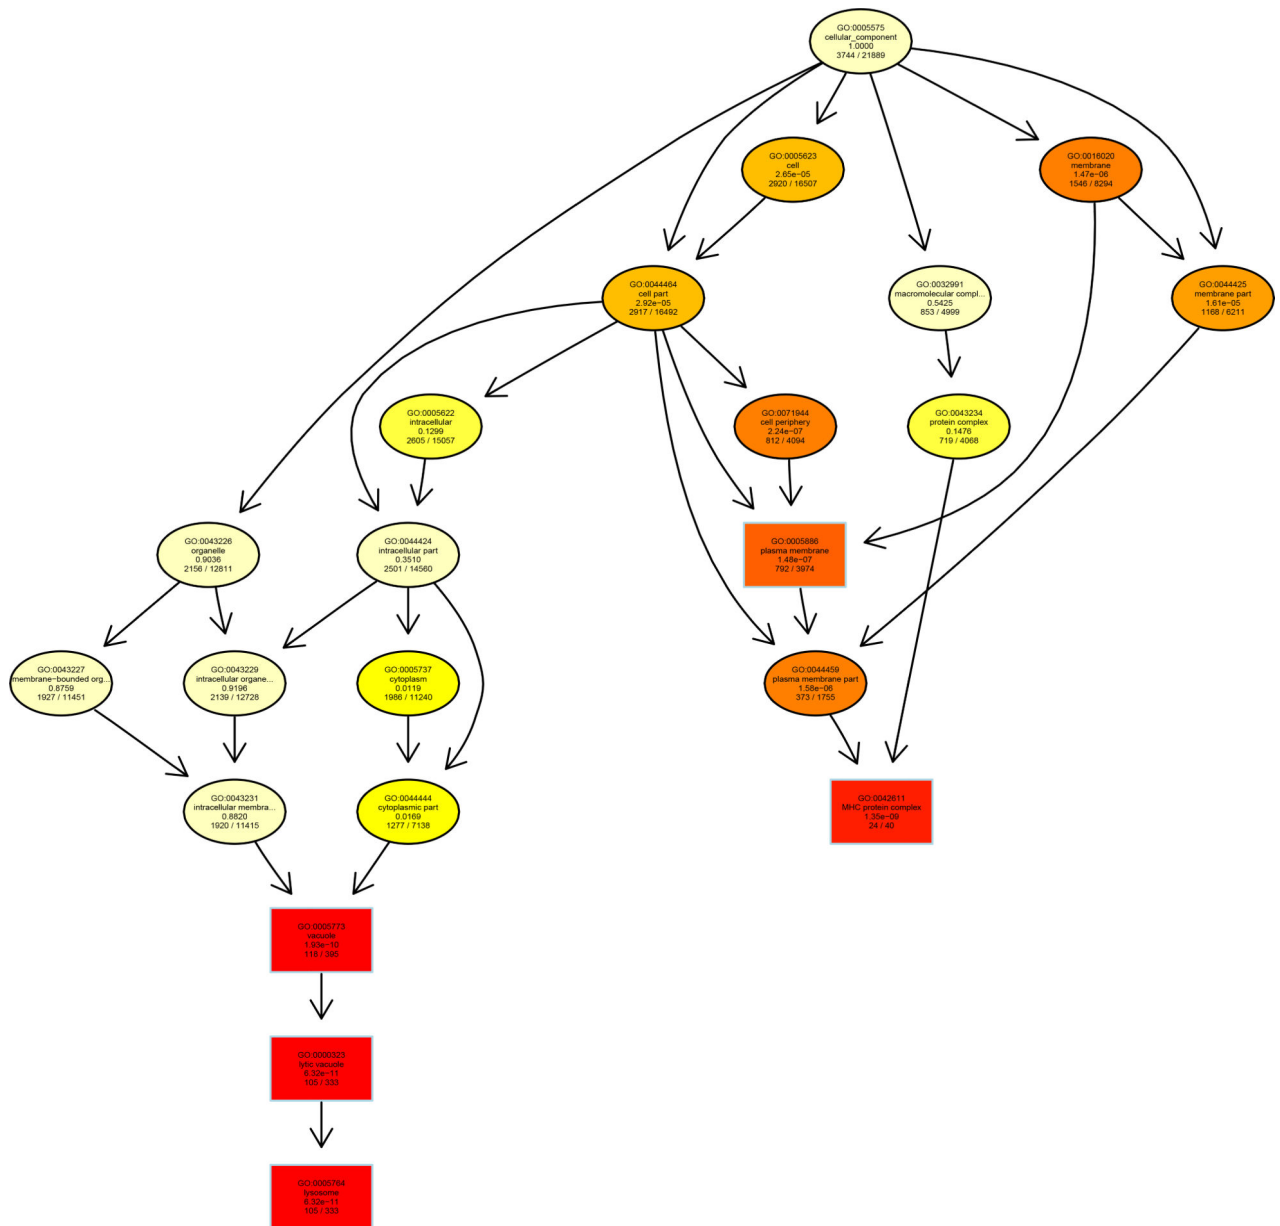 GO:0005575
cellular_component
1.0000
3744 / 21889
GO:0005623
cell
2.65e−05
2920 / 16507
GO:0016020
membrane
1.47e−06
1546 / 8294
GO:0044464
cell part
2.92e−05
2917 / 16492
GO:0032991
macromolecular compl...
0.5425
853 / 4999
GO:0044425
membrane part
1.61e−05
1168 / 6211
GO:0005622
intracellular
0.1299
2605 / 15057
GO:0071944
cell periphery
2.24e−07
812 / 4094
GO:0043234
protein complex
0.1476
719 / 4068
GO:0043226
organelle
0.9036
2156 / 12811
GO:0044424
intracellular part
0.3510
2501 / 14560
GO:0005886
plasma membrane
1.48e−07
792 / 3974
GO:0043227
membrane−bounded org...
0.8759
1927 / 11451
GO:0043229
intracellular organe...
0.9196
2139 / 12728
GO:0005737
cytoplasm
0.0119
1986 / 11240
GO:0044459
plasma membrane part
1.58e−06
373 / 1755
GO:0043231
intracellular membra...
0.8820
1920 / 11415
GO:0044444
cytoplasmic part
0.0169
1277 / 7138
GO:0042611
MHC protein complex
1.35e−09
24 / 40
GO:0005773
vacuole
1.93e−10
118 / 395
GO:0000323
lytic vacuole
6.32e−11
105 / 333
GO:0005764
lysosome
6.32e−11
105 / 333